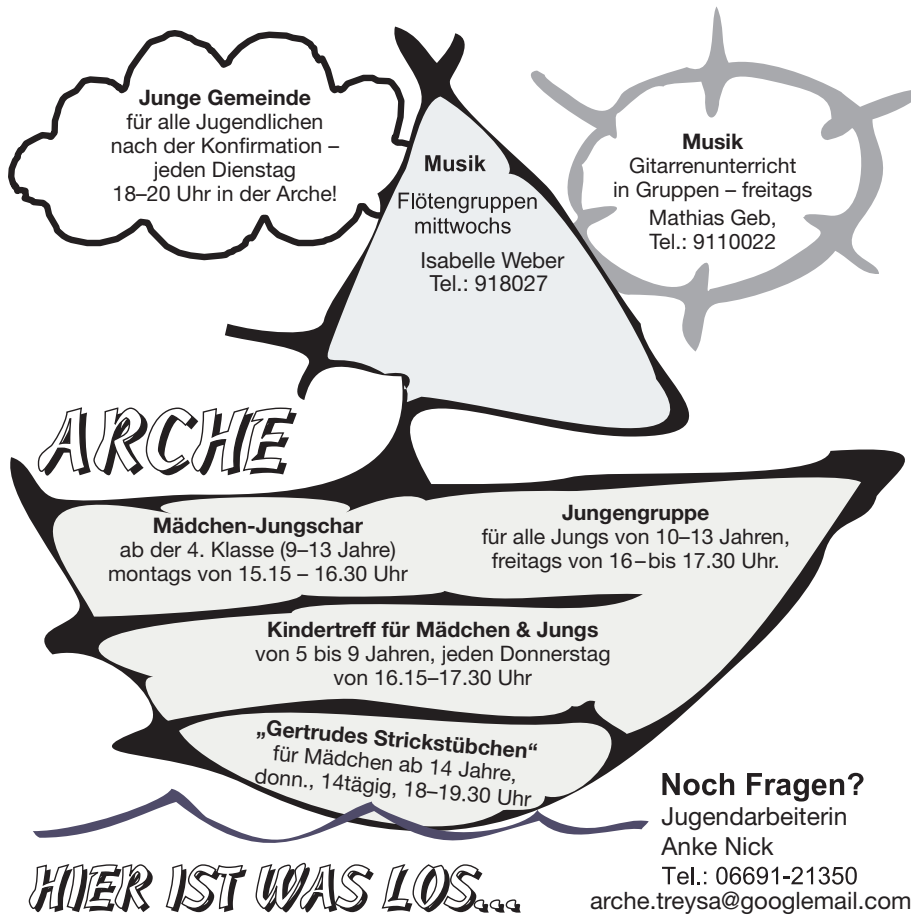 Junge Gemeinde
für alle Jugendlichen
nach der Konfirmation –
jeden Dienstag
18–20 Uhr in der Arche!
Musik
Flötengruppen
mittwochs
Isabelle Weber
Tel.: 918027
Musik
Gitarrenunterricht
in Gruppen – freitags
Mathias Geb,
Tel.: 9110022
ARCHE
Mädchen-Jungschar
ab der 4. Klasse (9–13 Jahre)
montags von 15.15 – 16.30 Uhr
Jungengruppe
für alle Jungs von 10–13 Jahren,
freitags von 16–bis 17.30 Uhr.
Kindertreff für Mädchen & Jungs
von 5 bis 9 Jahren, jeden Donnerstag
von 16.15–17.30 Uhr
„Gertrudes Strickstübchen“
für Mädchen ab 14 Jahre,
donn., 14tägig, 18–19.30 Uhr
Noch Fragen?
Jugendarbeiterin
Anke Nick
Tel.: 06691-21350
arche.treysa@googlemail.com
HIER IST WAS LOS...